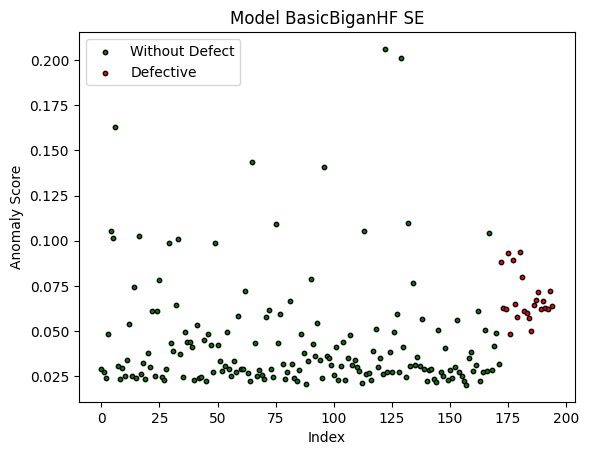 Model BasicBiganHF SE
Without Defect
Defective
0.200
0.175
0.150
0.125
0.100
0.075
0.050
0.025
Anomaly Score
0 25 50 75 100 125 150 175 200
Index